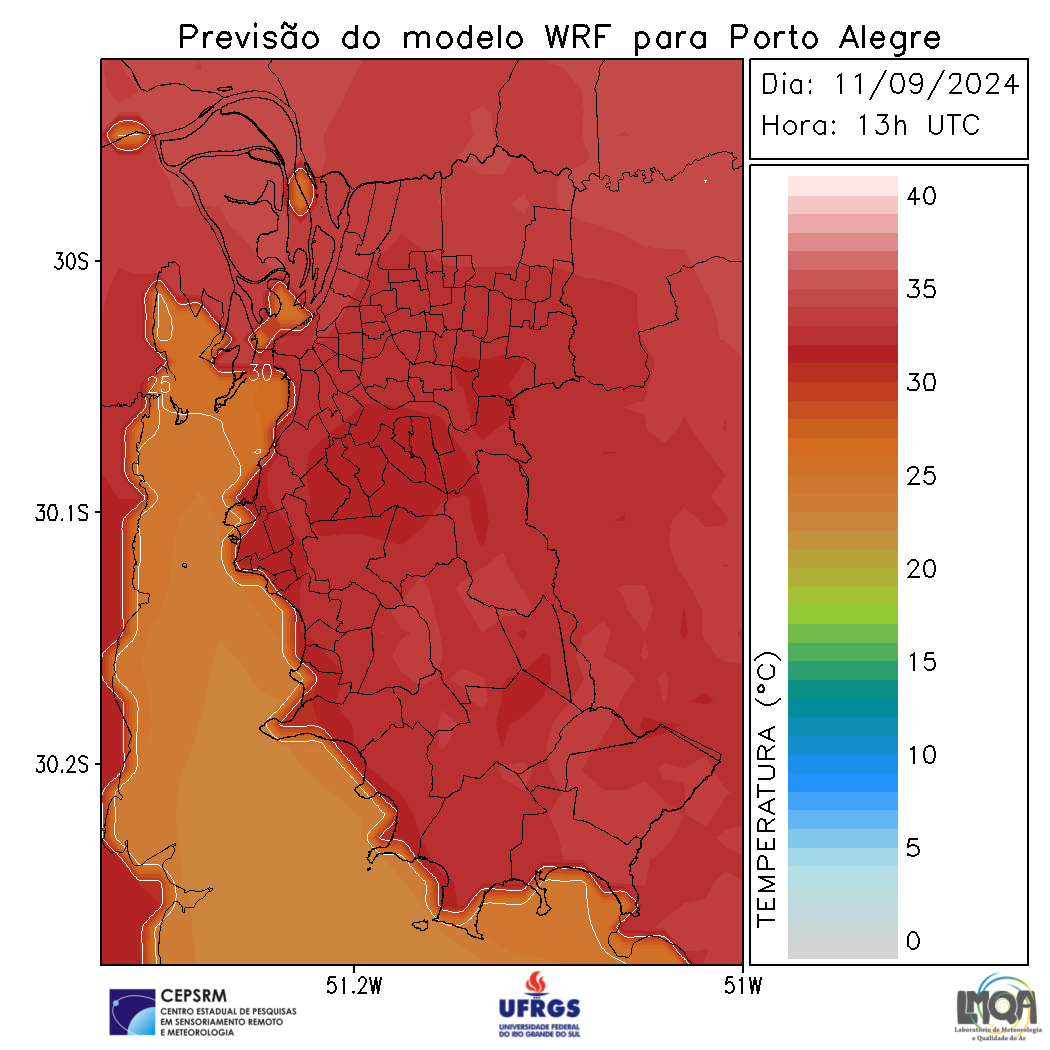 Previsão do modelo WRF para Porto Alegre
Dia: 11/09/2024
Hora: 13h UTC
30S
30.1S
30.2S
51.2W
51W
25
30
TEMPERATURA (°C)
40
35
30
25
20
15
10
5
0
CEPSRM
CENTRO ESTADUAL DE PESQUISAS
EM SENSORIAMENTO REMOTO
E METEOROLOGIA
UFRGS
UNIVERSIDADE FEDERAL
DO RIO GRANDE DO SUL
LMQA
Laboratório de Meteorologia
e Qualidade do Ar